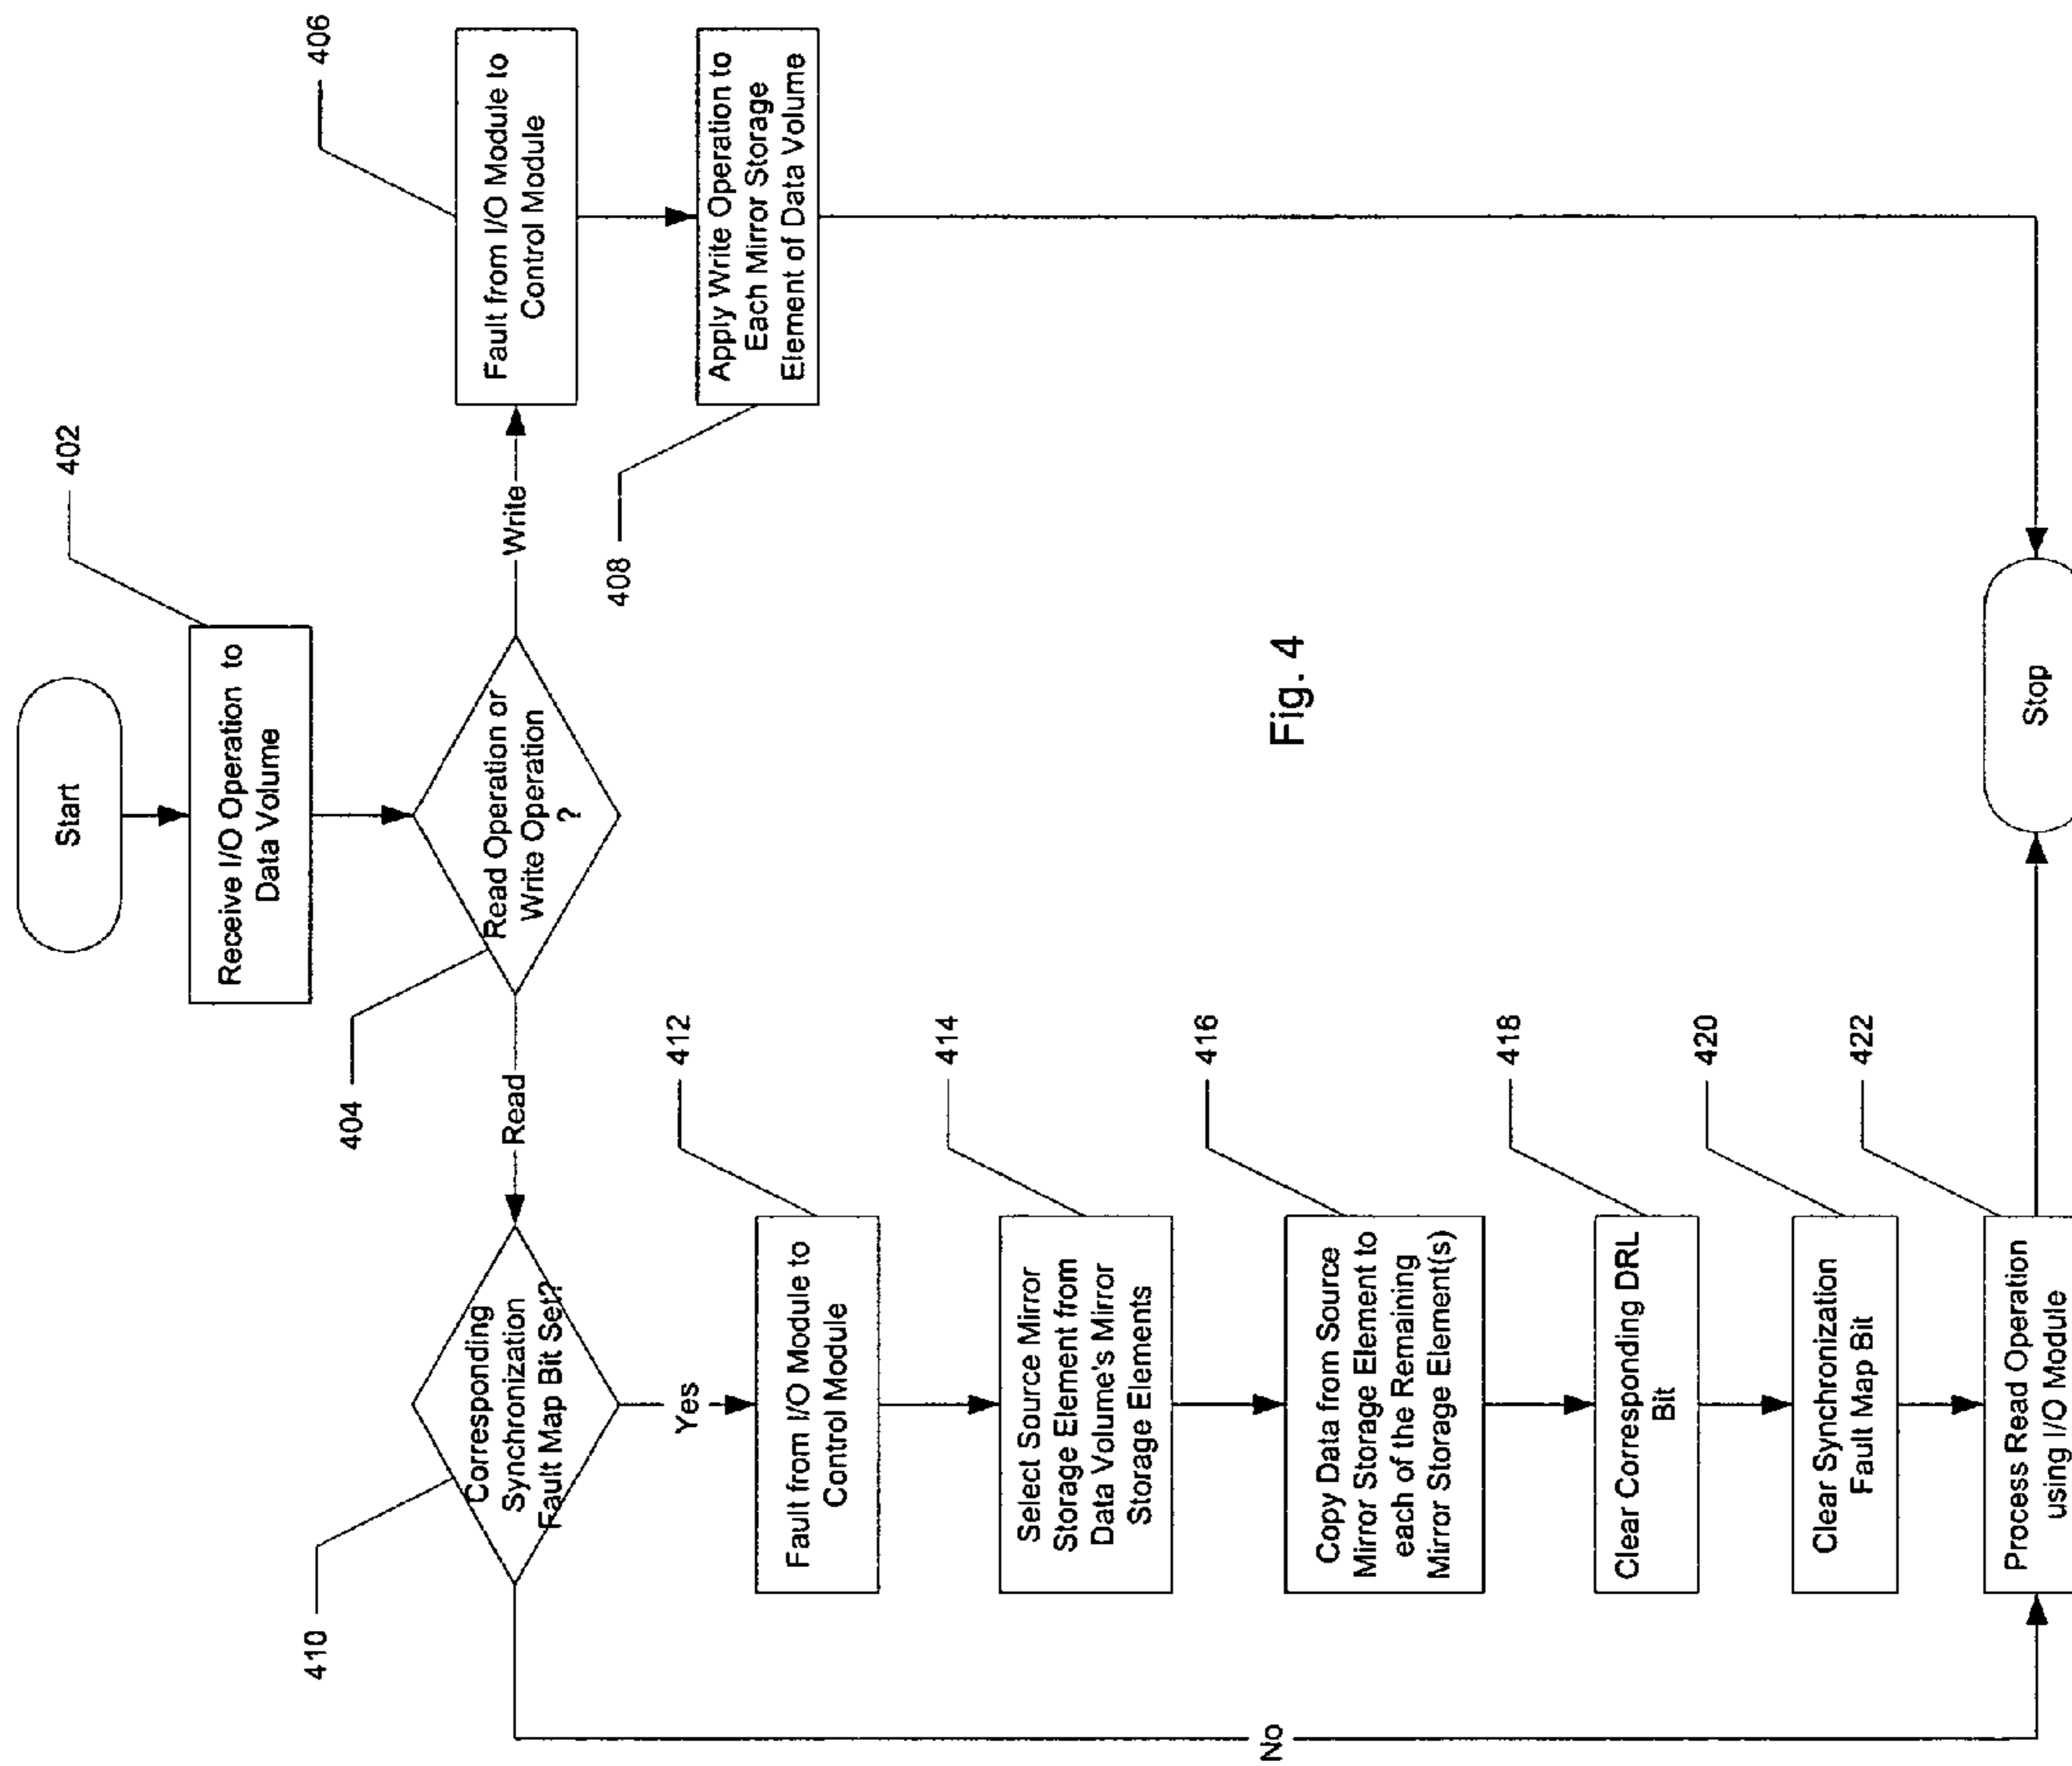 Start
402
Receive I/O Operation to
Data Volume
404
Read Operation or
Write Operation
?
Write
406
Fault from I/O Module to
Control Module
408
Apply Write Operation to
Each Mirror Storage
Element of Data Volume
Read
410
Corresponding
Synchronization
Fault Map Bit Set?
Yes
412
Fault from I/O Module to
Control Module
414
Select Source Mirror
Storage Element from
Data Volume's Mirror
Storage Elements
416
Copy Data from Source
Mirror Storage Element to
each of the Remaining
Mirror Storage Element(s)
418
Clear Corresponding DRL
Bit
420
Clear Synchronization
Fault Map Bit
422
Process Read Operation
using I/O Module
No
Stop
Fig. 4